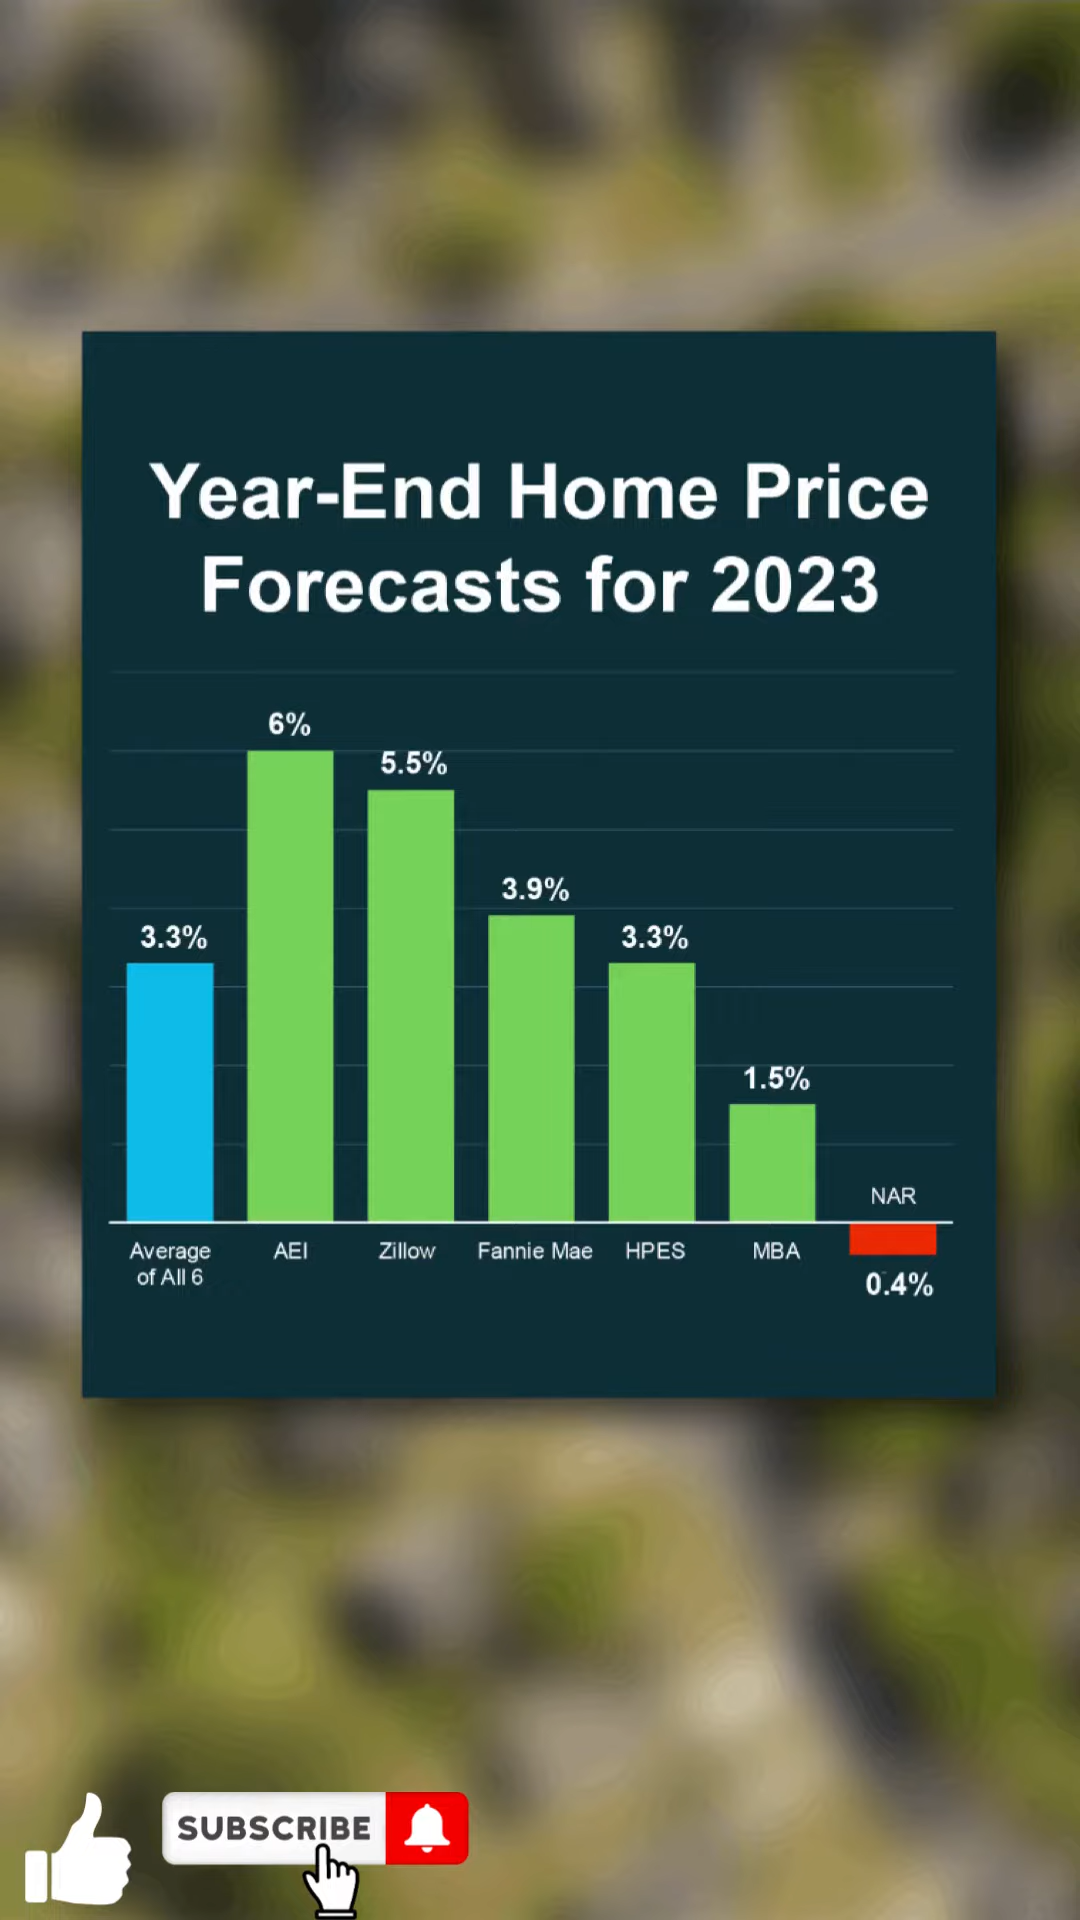 Year-End Home Price
Forecasts for 2023
6%
5.5%
3.9%
3.3%
3.3%
1.5%
NAR
Average
of All 6
AEI
Zillow
Fannie Mae
HPES
MBA
0.4%
SUBSCRIBE